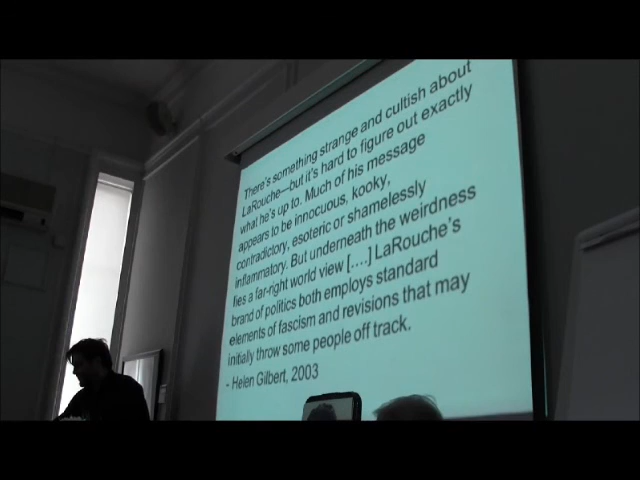 There's something strange and cultish about
LaRouche—but it's hard to figure out exactly
what he's up to. Much of his message
appears to be innocuous, kooky,
contradictory, esoteric or shamelessly
inflammatory. But underneath the weirdness
lies a far-right world view [....] LaRouche's
brand of politics both employs standard
elements of fascism and revisions that may
initially throw some people off track.
- Helen Gilbert, 2003